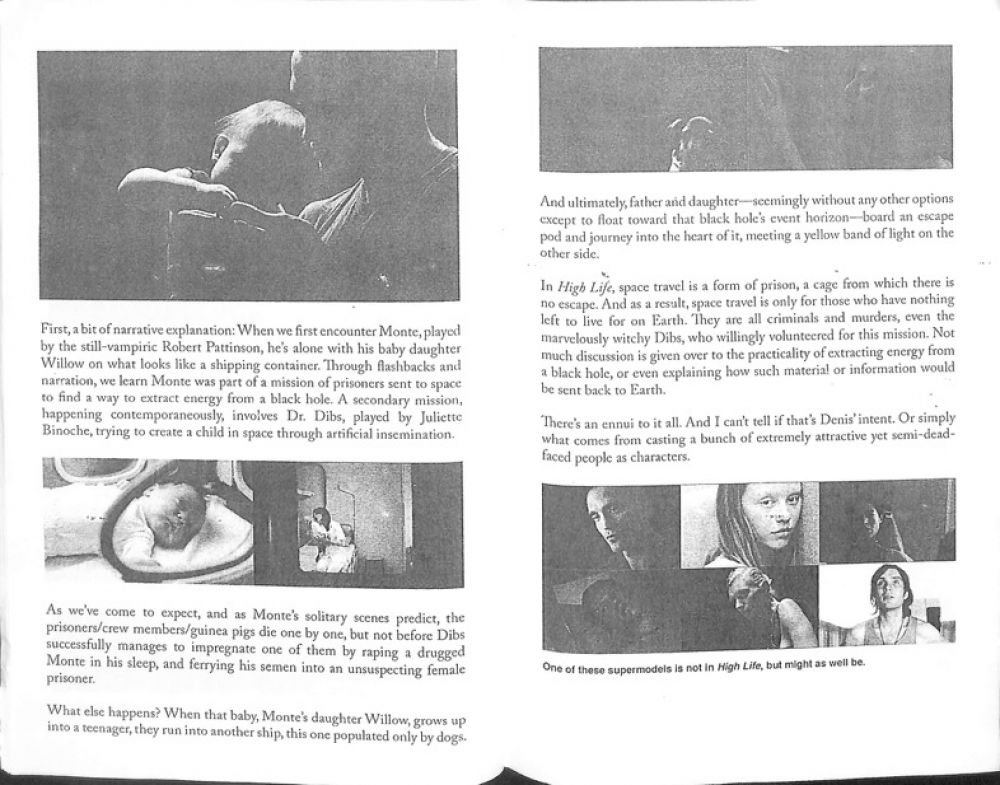 First, a bit of narrative explanation: When we first encounter Monte, played
by the still-vampiric Robert Pattinson, he's alone with his baby daughter
Willow on what looks like a shipping container. Through flashbacks and
narration, we learn Monte was part of a mission of prisoners sent to space
to find a way to extract energy from a black hole. A secondary mission,
happening contemporaneously, involves Dr. Dibs, played by Juliette
Binoche, trying to create a child in space through artificial insemination.
As we've come to expect, and as Monte's solitary scenes predict, the
prisoners/crew members/guinea pigs die one by one, but not before Dibs
successfully manages to impregnate one of them by raping a drugged
Monte in his sleep, and ferrying his semen into an unsuspecting female
prisoner.
What else happens? When that baby, Monte's daughter Willow, grows up
into a teenager, they run into another ship, this one populated only by dogs.
And ultimately, father and daughter—seemingly without any other options
except to float toward that black hole's event horizon—board an escape
pod and journey into the heart of it, meeting a yellow band of light on the
other side.
In High Life, space travel is a form of prison, a cage from which there is
no escape. And as a result, space travel is only for those who have nothing
left to live for on Earth. They are all criminals and murders, even the
marvelously witchy Dibs, who willingly volunteered for this mission. Not
much discussion is given over to the practicality of extracting energy from
a black hole, or even explaining how such material or information would
be sent back to Earth.
There's an ennui to it all. And I can't tell if that's Denis' intent. Or simply
what comes from casting a bunch of extremely attractive yet semi-dead-
faced people as characters.
One of these supermodels is not in High Life, but might as well be.